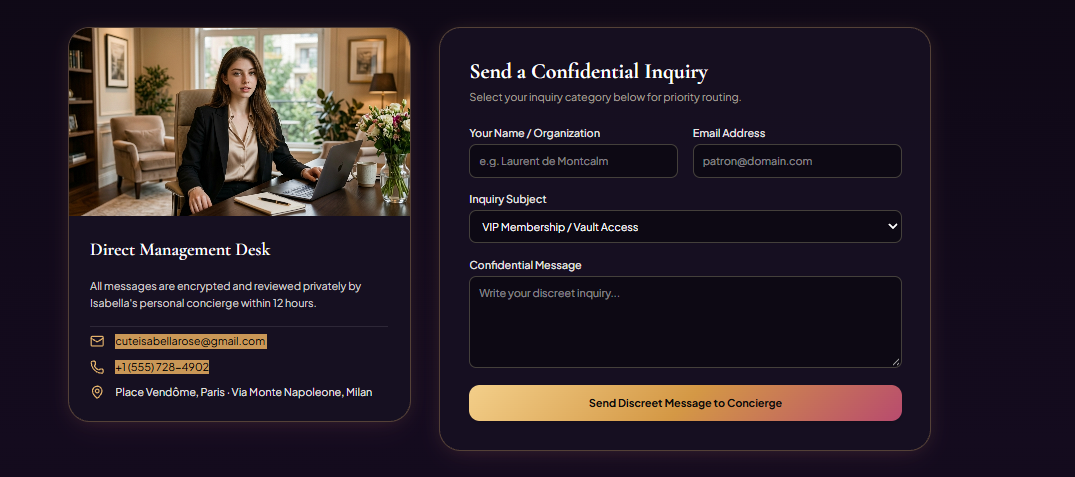 Direct Management Desk
All messages are encrypted and reviewed privately by
Isabella's personal concierge within 12 hours.
cuteisabellarose@gmail.com
+1 (555) 728-4902
Place Vendôme, Paris · Via Monte Napoleone, Milan
Send a Confidential Inquiry
Select your inquiry category below for priority routing.
Your Name / Organization
Email Address
e.g. Laurent de Montcalm
patron@domain.com
Inquiry Subject
VIP Membership / Vault Access
Confidential Message
Write your discreet inquiry...
Send Discreet Message to Concierge